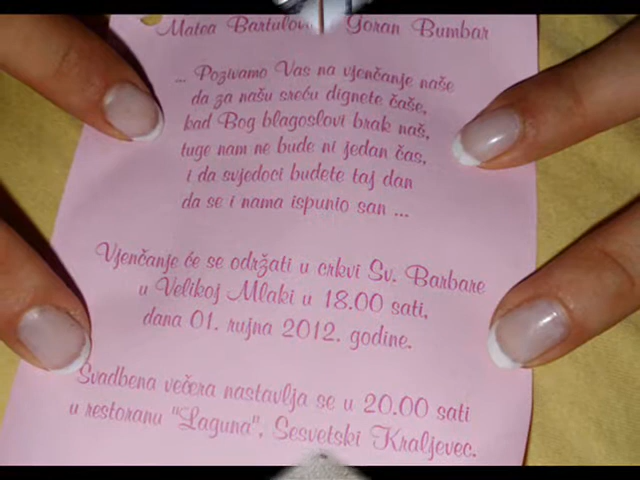 Matea Bartulov Goran Bumbar
... Pozivamo Vas na vjenčanje naše
da za našu sreću dignete čaše,
kad Bog blagoslovi brak naš,
tuge nam ne bude ni jedan čas,
i da svjedoci budete taj dan
da se i nama ispunio san ...
Vjenčanje će se održati u crkvi Sv. Barbare
u Velikoj Mlaki u 18.00 sati,
dana 01. rujna 2012. godine.
Svadbena večera nastavlja se u 20.00 sati
u restoranu "Laguna", Sesvetski Kraljevec.